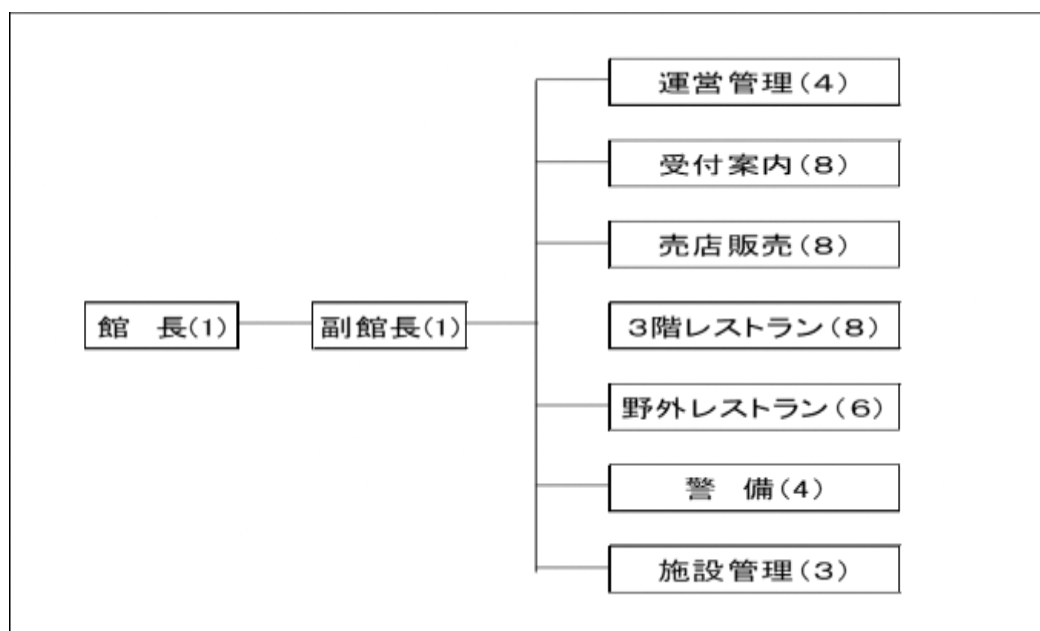 館　長(1)
副館長(1)
運営管理(4)
受付案内(8)
売店販売(8)
3階レストラン(8)
野外レストラン(6)
警　備(4)
施設管理(3)